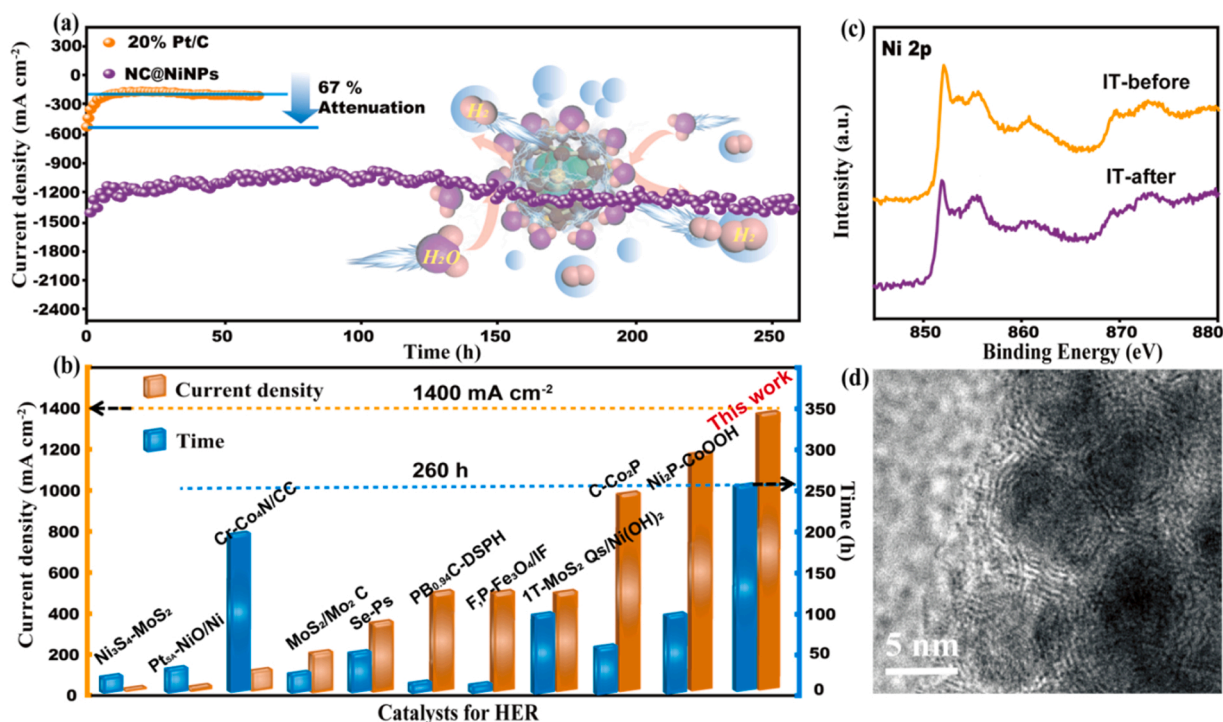 (a)
Current density (mA cm⁻²)
300
0
-300
-600
-900
-1200
-1500
-1800
-2100
-2400
20% Pt/C
NC@NiNPs
67 %
Attenuation
H₂
H₂O
H₂
0
50
100
150
200
250
Time (h)
(c)
Ni 2p
IT-before
IT-after
Intensity (a.u.)
850
860
870
880
Binding Energy (eV)
(b)
Current density (mA cm⁻²)
1400
1200
1000
800
600
400
200
0
Current density
Time
1400 mA cm⁻²
260 h
This work
Ni₃S₄-MoS₂
Pt_SA-NiO/Ni
Cr-Co₄N/CC
MoS₂/Mo₂ C
Se-Ps
PB₀.₉₄C-DSPH
F,P-Fe₃O₄/IF
1T-MoS₂ Qs/Ni(OH)₂
C-Co₂P
Ni₂P-CoOOH
350
300
250
200
150
100
50
0
Time (h)
Catalysts for HER
(d)
5 nm